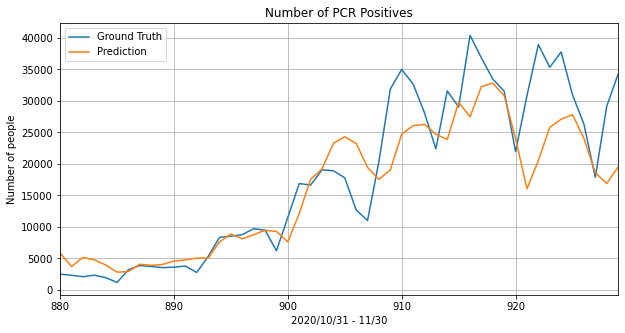 Number of PCR Positives
Ground Truth
Prediction
Number of people
40000
35000
30000
25000
20000
15000
10000
5000
0
880 890 900 910 920
2020/10/31 - 11/30